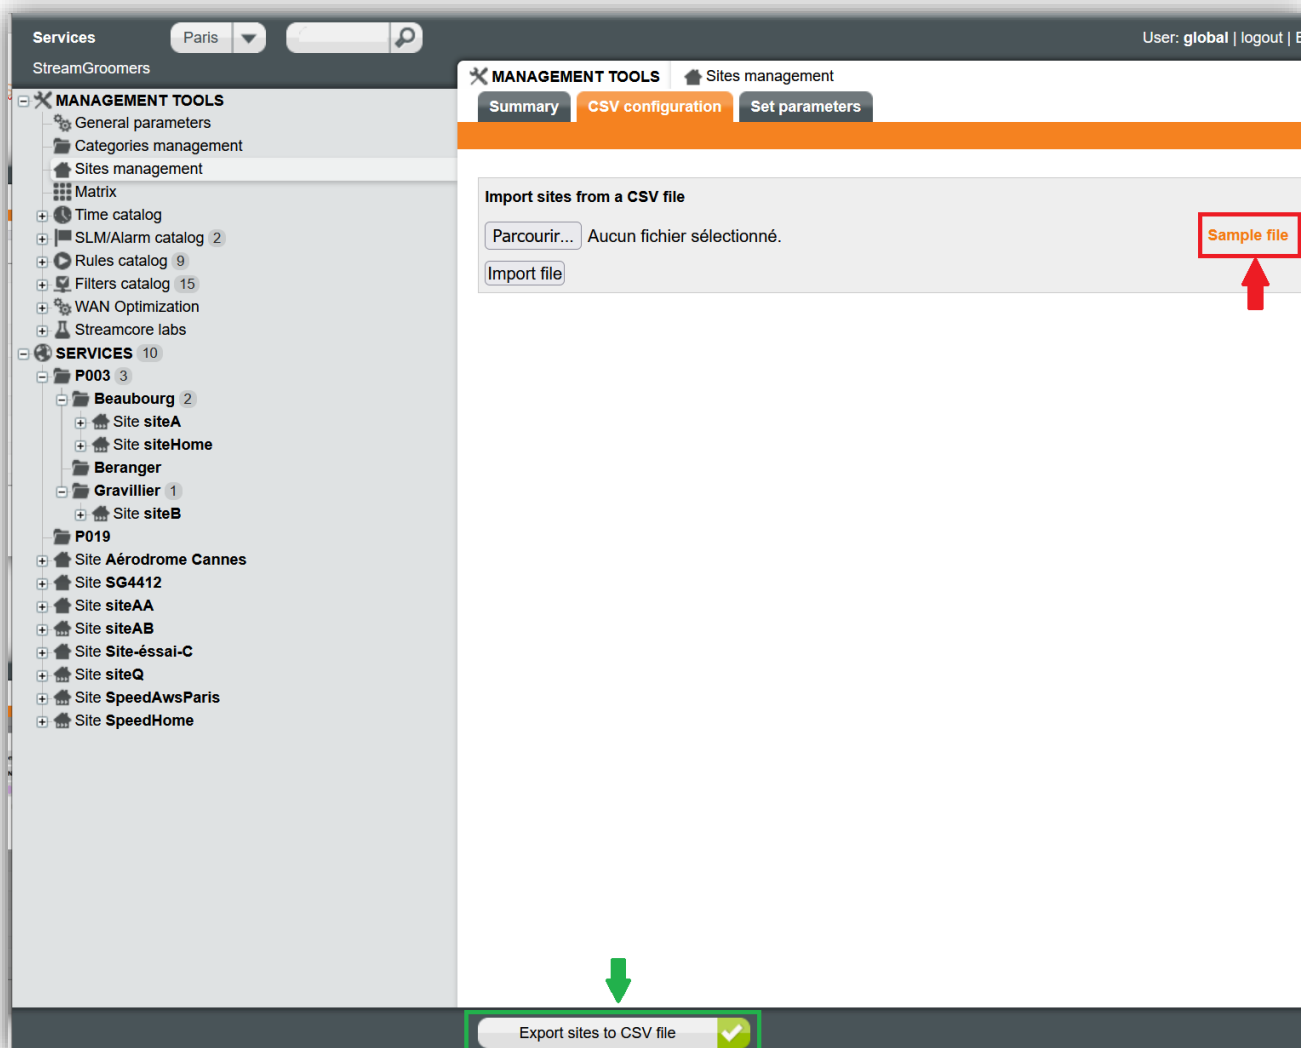 Services
Paris
User: global | logout | E
StreamGroomers
MANAGEMENT TOOLS
General parameters
Categories management
Sites management
Matrix
Time catalog
SLM/Alarm catalog 2
Rules catalog 9
Filters catalog 15
WAN Optimization
Streamcore labs
SERVICES 10
P003 3
Beaubourg 2
Site siteA
Site siteHome
Beranger
Gravillier 1
Site siteB
P019
Site Aérodrome Cannes
Site SG4412
Site siteAA
Site siteAB
Site Site-éssai-C
Site siteQ
Site SpeedAwsParis
Site SpeedHome
MANAGEMENT TOOLS Sites management
Summary CSV configuration Set parameters
Import sites from a CSV file
Parcourir... Aucun fichier sélectionné.
Sample file
Import file
Export sites to CSV file